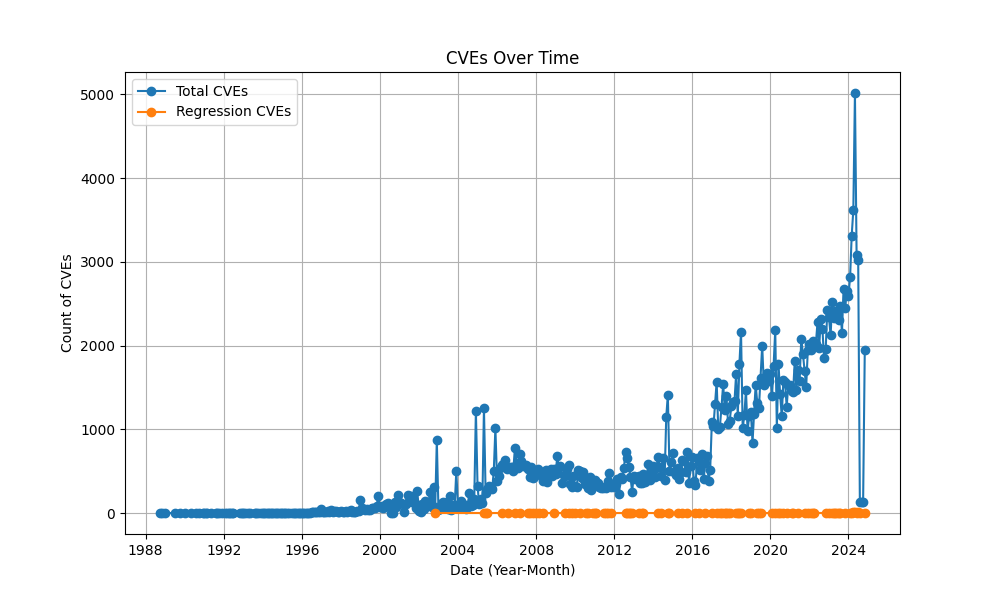 CVEs Over Time
Total CVEs
Regression CVEs
Count of CVEs
5000
4000
3000
2000
1000
0
1988 1992 1996 2000 2004 2008 2012 2016 2020 2024
Date (Year-Month)